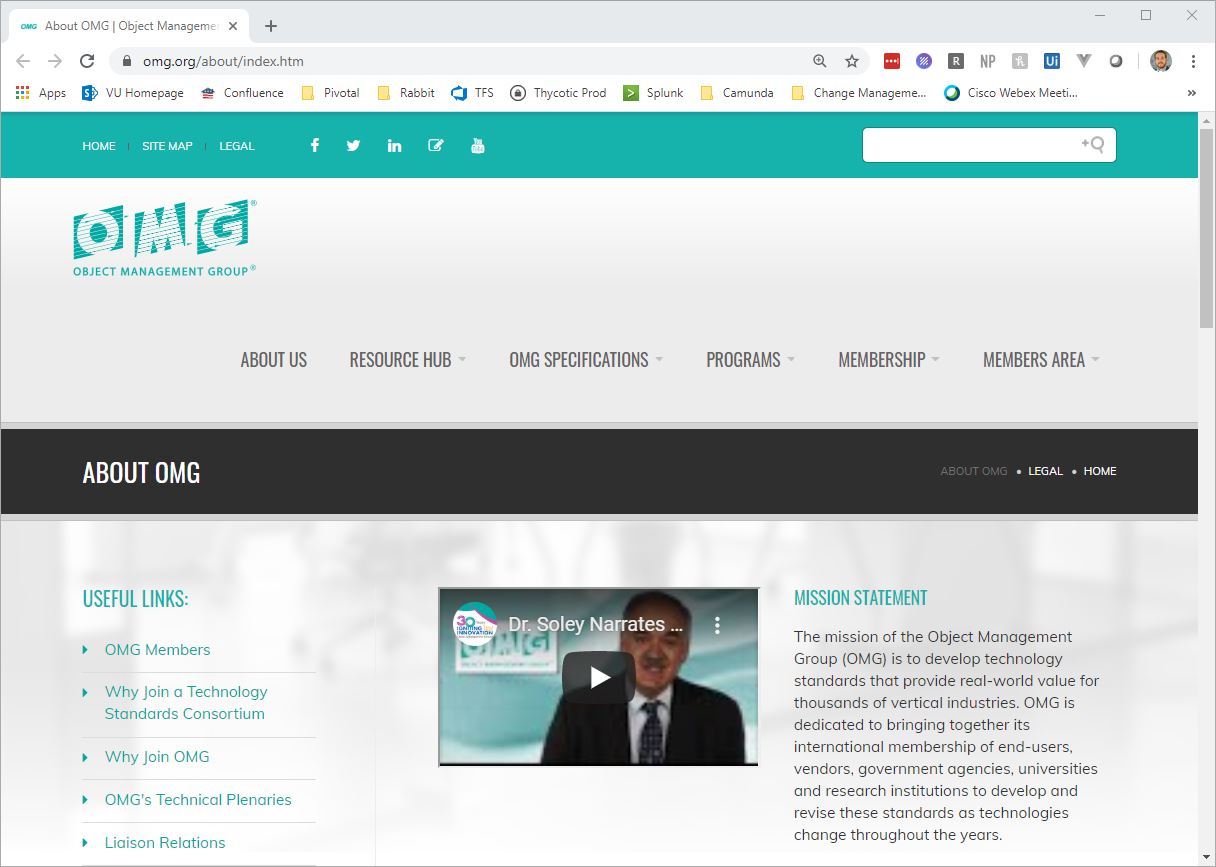 OMG About OMG | Object Manageme
omg.org/about/index.htm
R NP Ui
Apps VU Homepage Confluence Pivotal Rabbit TFS Thycotic Prod Splunk Camunda Change Manageme... Cisco Webex Meeti... »
HOME SITE MAP LEGAL
OMG®
OBJECT MANAGEMENT GROUP®
ABOUT US RESOURCE HUB OMG SPECIFICATIONS PROGRAMS MEMBERSHIP MEMBERS AREA
ABOUT OMG
ABOUT OMG • LEGAL • HOME
USEFUL LINKS:
OMG Members
Why Join a Technology
Standards Consortium
Why Join OMG
OMG's Technical Plenaries
Liaison Relations
30 Years
IGNITING
INNOVATION
Dr. Soley Narrates ...
OMG
MISSION STATEMENT
The mission of the Object Management
Group (OMG) is to develop technology
standards that provide real-world value for
thousands of vertical industries. OMG is
dedicated to bringing together its
international membership of end-users,
vendors, government agencies, universities
and research institutions to develop and
revise these standards as technologies
change throughout the years.